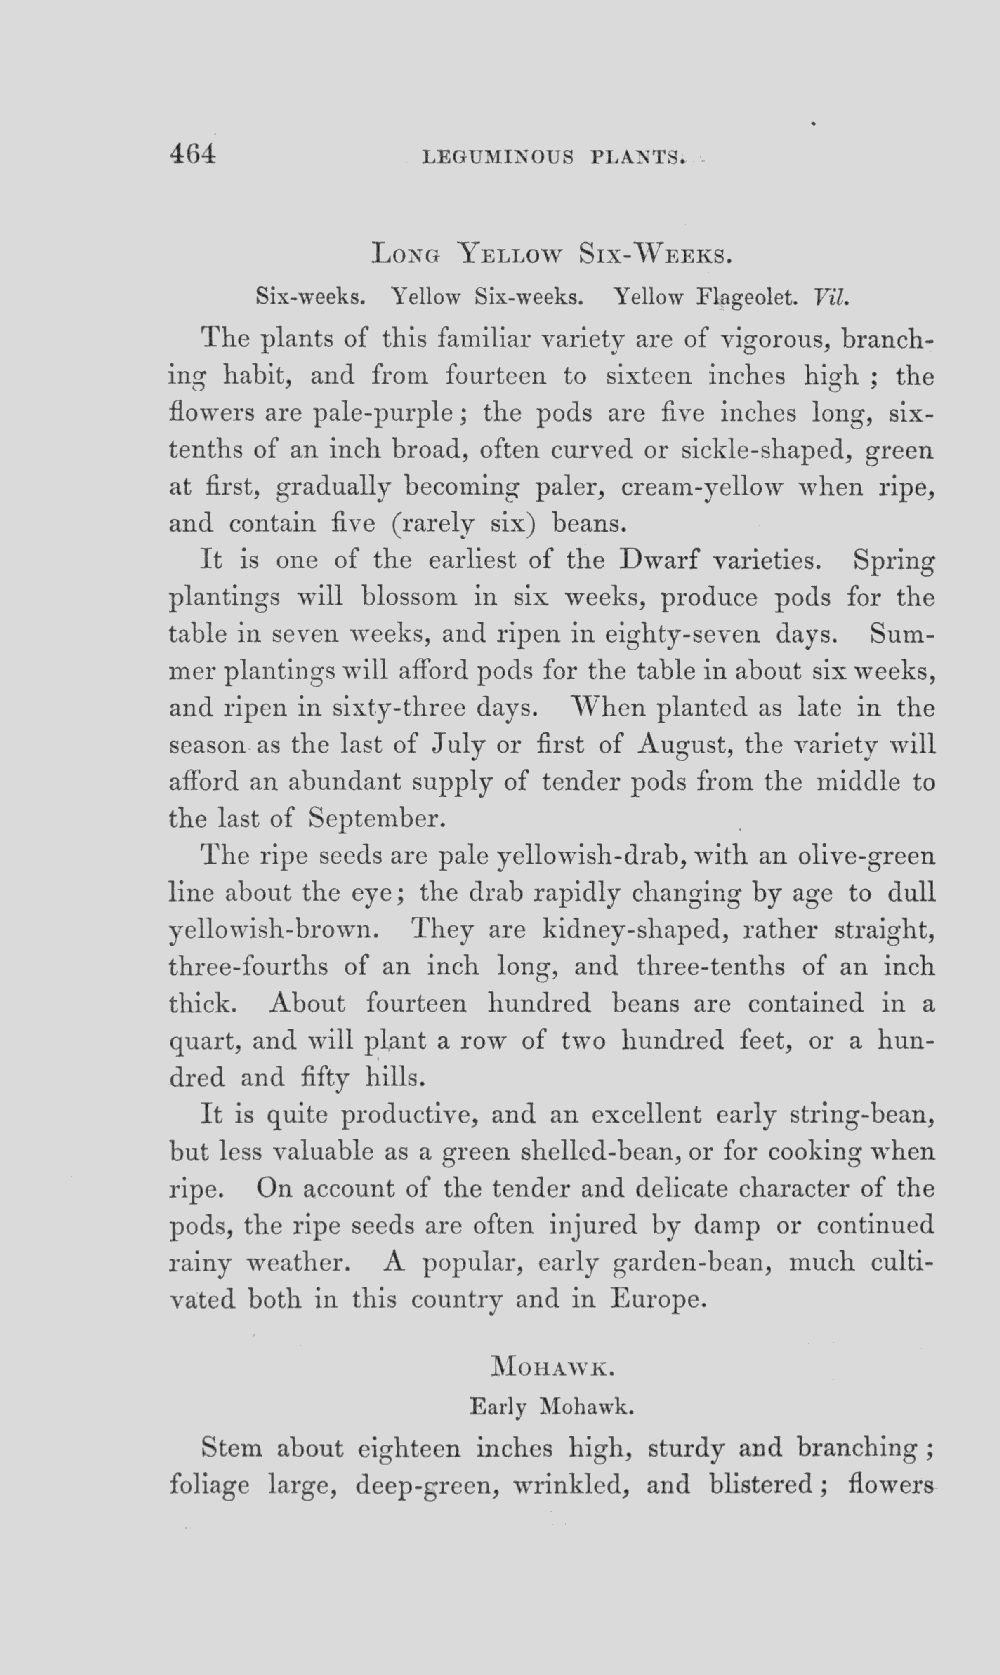 464 LEGUMINOUS PLANTS.
LONG YELLOW SIX-WEEKS.
Six-weeks. Yellow Six-weeks. Yellow Flageolet. Vil.
The plants of this familiar variety are of vigorous, branch-
ing habit, and from fourteen to sixteen inches high ; the
flowers are pale-purple ; the pods are five inches long, six-
tenths of an inch broad, often curved or sickle-shaped, green
at first, gradually becoming paler, cream-yellow when ripe,
and contain five (rarely six) beans.
It is one of the earliest of the Dwarf varieties. Spring
plantings will blossom in six weeks, produce pods for the
table in seven weeks, and ripen in eighty-seven days. Sum-
mer plantings will afford pods for the table in about six weeks,
and ripen in sixty-three days. When planted as late in the
season as the last of July or first of August, the variety will
afford an abundant supply of tender pods from the middle to
the last of September.
The ripe seeds are pale yellowish-drab, with an olive-green
line about the eye; the drab rapidly changing by age to dull
yellowish-brown. They are kidney-shaped, rather straight,
three-fourths of an inch long, and three-tenths of an inch
thick. About fourteen hundred beans are contained in a
quart, and will plant a row of two hundred feet, or a hun-
dred and fifty hills.
It is quite productive, and an excellent early string-bean,
but less valuable as a green shelled-bean, or for cooking when
ripe. On account of the tender and delicate character of the
pods, the ripe seeds are often injured by damp or continued
rainy weather. A popular, early garden-bean, much culti-
vated both in this country and in Europe.
MOHAWK.
Early Mohawk.
Stem about eighteen inches high, sturdy and branching ;
foliage large, deep-green, wrinkled, and blistered ; flowers